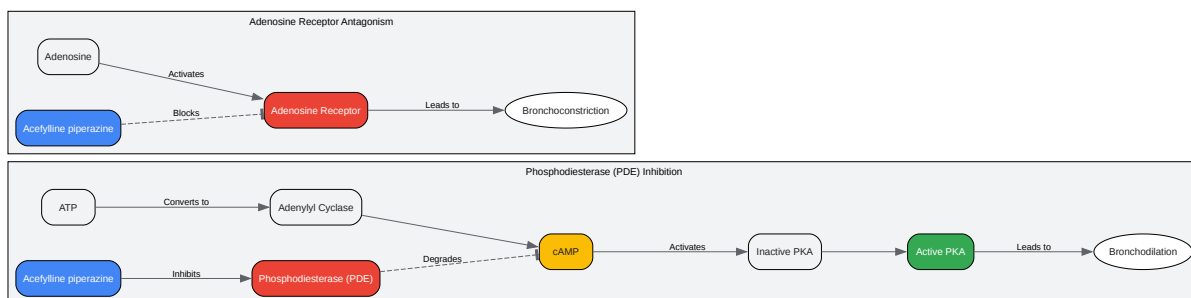 Adenosine Receptor Antagonism
Adenosine
Activates
Acefylline piperazine
Blocks
Adenosine Receptor
Leads to
Bronchoconstriction
Phosphodiesterase (PDE) Inhibition
ATP
Converts to
Adenylyl Cyclase
Acefylline piperazine
Inhibits
Phosphodiesterase (PDE)
Degrades
cAMP
Activates
Inactive PKA
Active PKA
Leads to
Bronchodilation